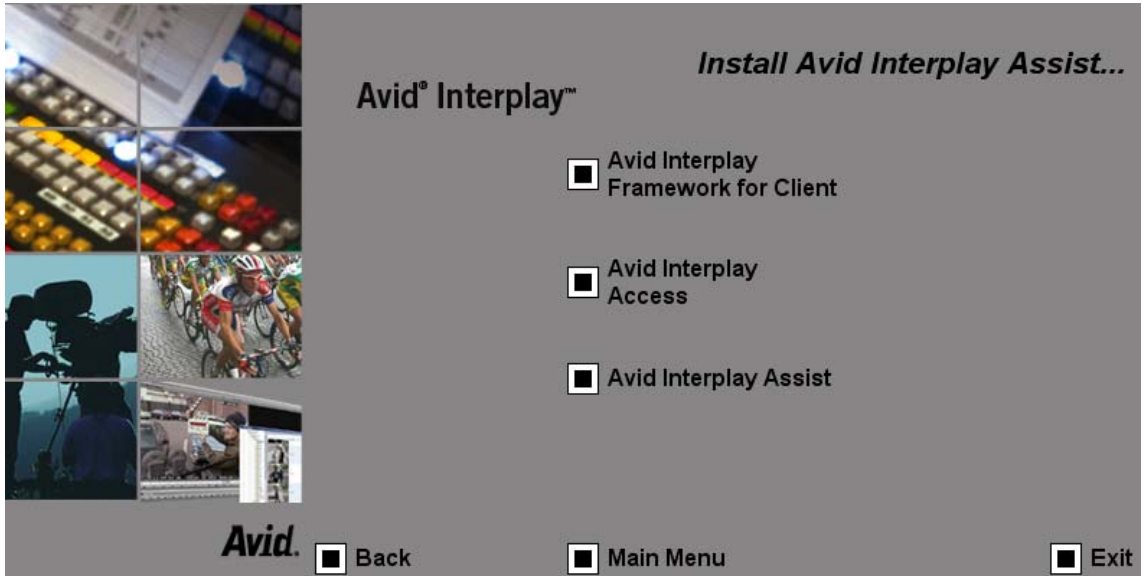 Install Avid Interplay Assist...
Avid® Interplay™
Avid Interplay
Framework for Client
Avid Interplay
Access
Avid Interplay Assist
Avid.
Back
Main Menu
Exit